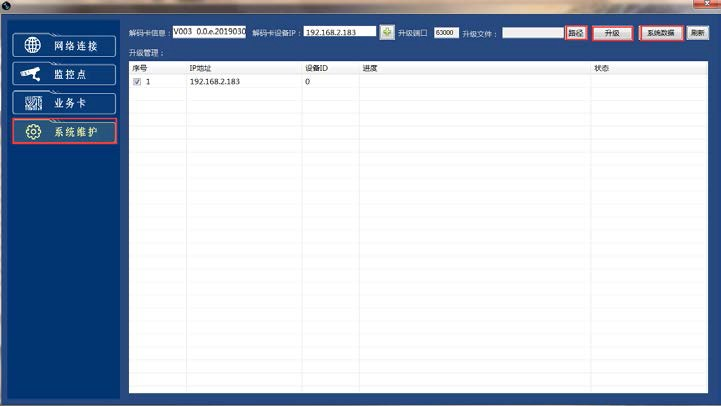 解码卡信息： V003 0.0.e.2019030 解码卡设备IP： 192.168.2.183 升级端口 63000 升级文件： 路径 升级 系统数据 刷新
升级管理：
网络连接
监控点
业务卡
系统维护
序号 IP地址 设备ID 进度 状态
1 192.168.2.183 0